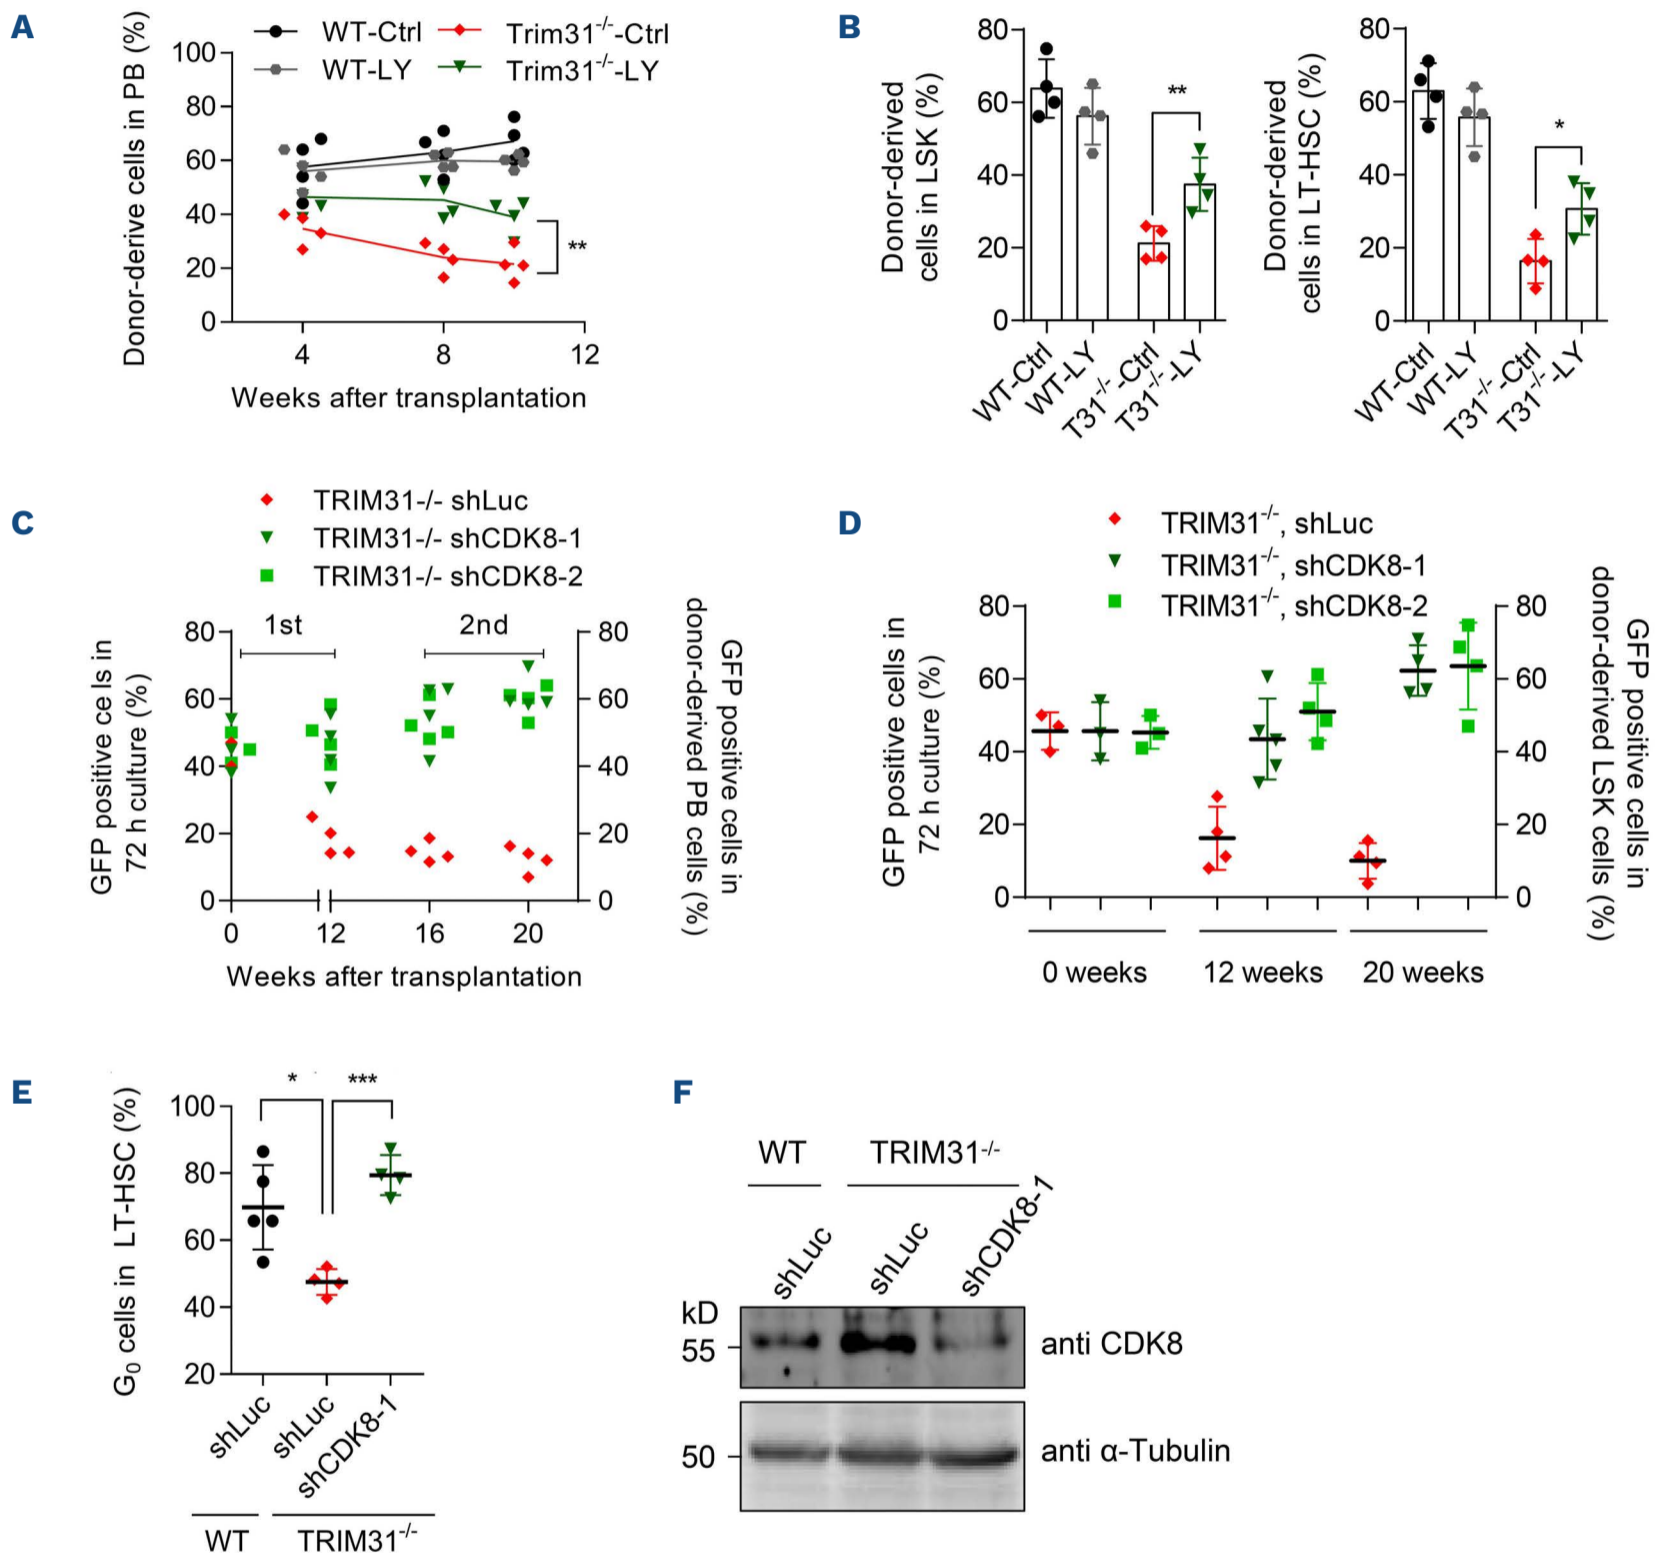 A
WT-Ctrl
Trim31-/- -Ctrl
WT-LY
Trim31-/- -LY
Donor-derive cells in PB (%)
100
80
60
40
20
0
**
4
8
12
Weeks after transplantation
B
Donor-derived
cells in LSK (%)
80
60
40
20
0
**
WT-Ctrl
WT-LY
T31-/- -Ctrl
T31-/- -LY
Donor-derived
cells in LT-HSC (%)
80
60
40
20
0
*
WT-Ctrl
WT-LY
T31-/- -Ctrl
T31-/- -LY
C
TRIM31-/- shLuc
TRIM31-/- shCDK8-1
TRIM31-/- shCDK8-2
GFP positive ce ls in
72 h culture (%)
80
60
40
20
0
1st
2nd
80
60
40
20
0
GFP positive cells in
donor-derived PB cells (%)
0
12
16
20
Weeks after transplantation
D
TRIM31-/-, shLuc
TRIM31-/-, shCDK8-1
TRIM31-/-, shCDK8-2
GFP positive cells in
72 h culture (%)
80
60
40
20
0
80
60
40
20
0
GFP positive cells in
donor-derived LSK cells (%)
0 weeks
12 weeks
20 weeks
E
G0 cells in LT-HSC (%)
100
80
60
40
20
*
***
shLuc
shLuc
shCDK8-1
WT
TRIM31-/-
F
WT
TRIM31-/-
shLuc
shLuc
shCDK8-1
kD
55
anti CDK8
50
anti α-Tubulin